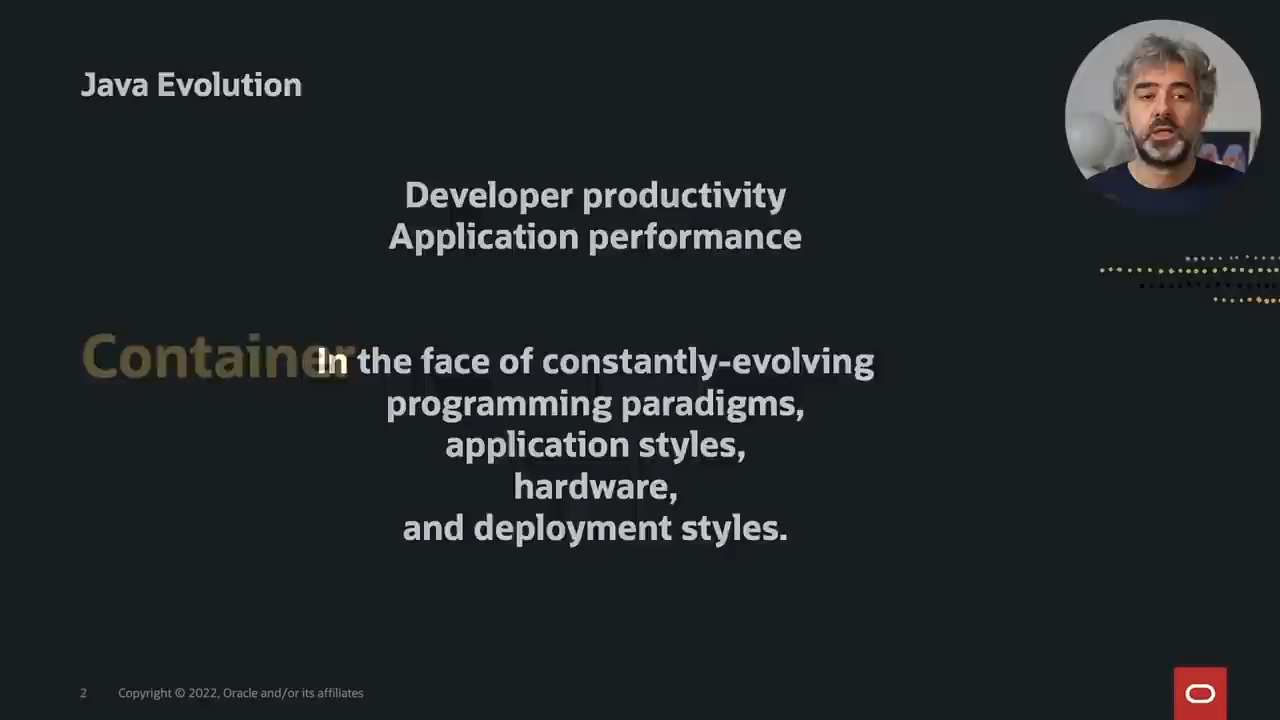 Java Evolution
Developer productivity
Application performance
Container
In the face of constantly-evolving
programming paradigms,
application styles,
hardware,
and deployment styles.
2 Copyright © 2022, Oracle and/or its affiliates